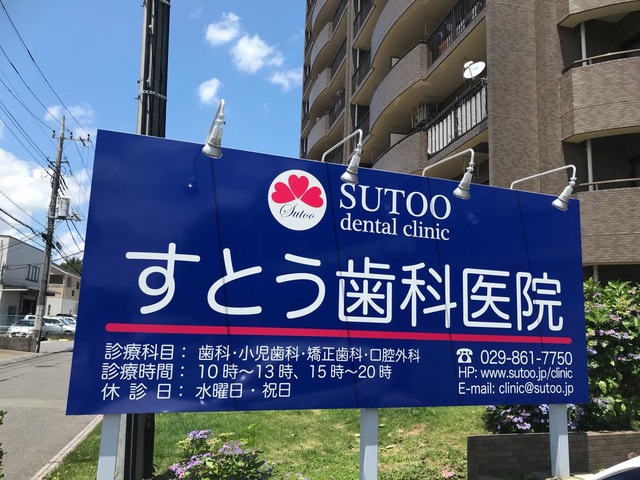 Sutoo
SUTOO
dental clinic
すとう歯科医院
診療科目： 歯科・小児歯科・矯正歯科・口腔外科
診療時間： 10時〜13時、15時〜20時
休診日： 水曜日・祝日
☎ 029-861-7750
HP: www.sutoo.jp/clinic
E-mail: clinic@sutoo.jp